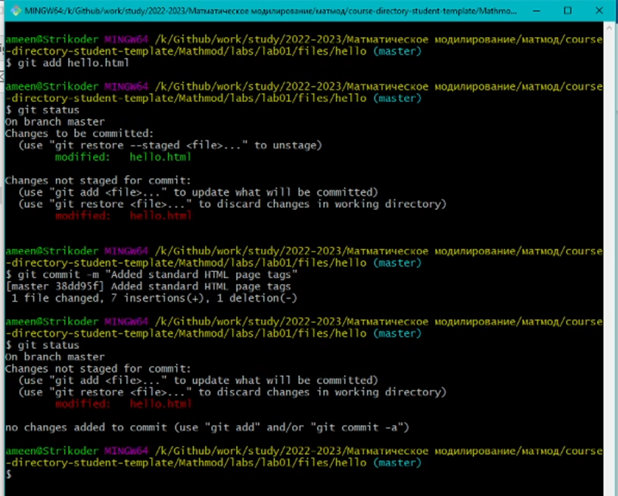 MINGW64:/k/Github/work/study/2022-2023/Матматическое модилирование/матмод/course-directory-student-template/Mathmo...
ameen@Strikoder MINGW64 /k/Github/work/study/2022-2023/Матматическое модилирование/матмод/course
-directory-student-template/Mathmod/labs/lab01/files/hello (master)
$ git add hello.html
ameen@Strikoder MINGW64 /k/Github/work/study/2022-2023/Матматическое модилирование/матмод/course
-directory-student-template/Mathmod/labs/lab01/files/hello (master)
$ git status
On branch master
Changes to be committed:
(use "git restore --staged <file>..." to unstage)
modified: hello.html
Changes not staged for commit:
(use "git add <file>..." to update what will be committed)
(use "git restore <file>..." to discard changes in working directory)
modified: hello.html
ameen@Strikoder MINGW64 /k/Github/work/study/2022-2023/Матматическое модилирование/матмод/course
-directory-student-template/Mathmod/labs/lab01/files/hello (master)
$ git commit -m "Added standard HTML page tags"
[master 38dd95f] Added standard HTML page tags
1 file changed, 7 insertions(+), 1 deletion(-)
ameen@Strikoder MINGW64 /k/Github/work/study/2022-2023/Матматическое модилирование/матмод/course
-directory-student-template/Mathmod/labs/lab01/files/hello (master)
$ git status
On branch master
Changes not staged for commit:
(use "git add <file>..." to update what will be committed)
(use "git restore <file>..." to discard changes in working directory)
modified: hello.html
no changes added to commit (use "git add" and/or "git commit -a")
ameen@Strikoder MINGW64 /k/Github/work/study/2022-2023/Матматическое модилирование/матмод/course
-directory-student-template/Mathmod/labs/lab01/files/hello (master)
$